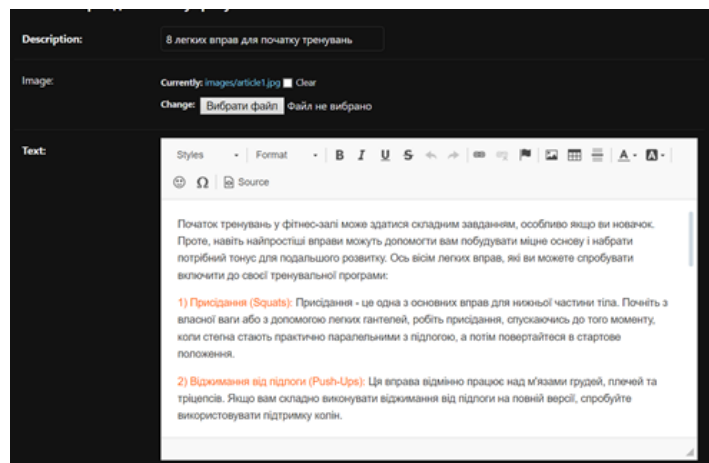 Description:
8 легких вправ для початку тренувань
Image:
Currently: images/article1.jpg Clear
Change: Вибрати файл Файл не вибрано
Text:
Styles Format B I U S A A
Ω Source
Початок тренувань у фітнес-залі може здатися складним завданням, особливо якщо ви новачок.
Проте, навіть найпростіші вправи можуть допомогти вам побудувати міцне основу і набрати
потрібний тонус для подальшого розвитку. Ось вісім легких вправ, які ви можете спробувати
включити до своєї тренувальної програми:
1) Присідання (Squats): Присідання - це одна з основних вправ для нижньої частини тіла. Почніть з
власної ваги або з допомогою легких гантелей, робіть присідання, спускаючись до того моменту,
коли стегна стають практично паралельними з підлогою, а потім повертайтеся в стартове
положення.
2) Віджимання від підлоги (Push-Ups): Ця вправа відмінно працює над м'язами грудей, плечей та
тріцепсів. Якщо вам складно виконувати віджимання від підлоги на повній версії, спробуйте
використовувати підтримку колін.